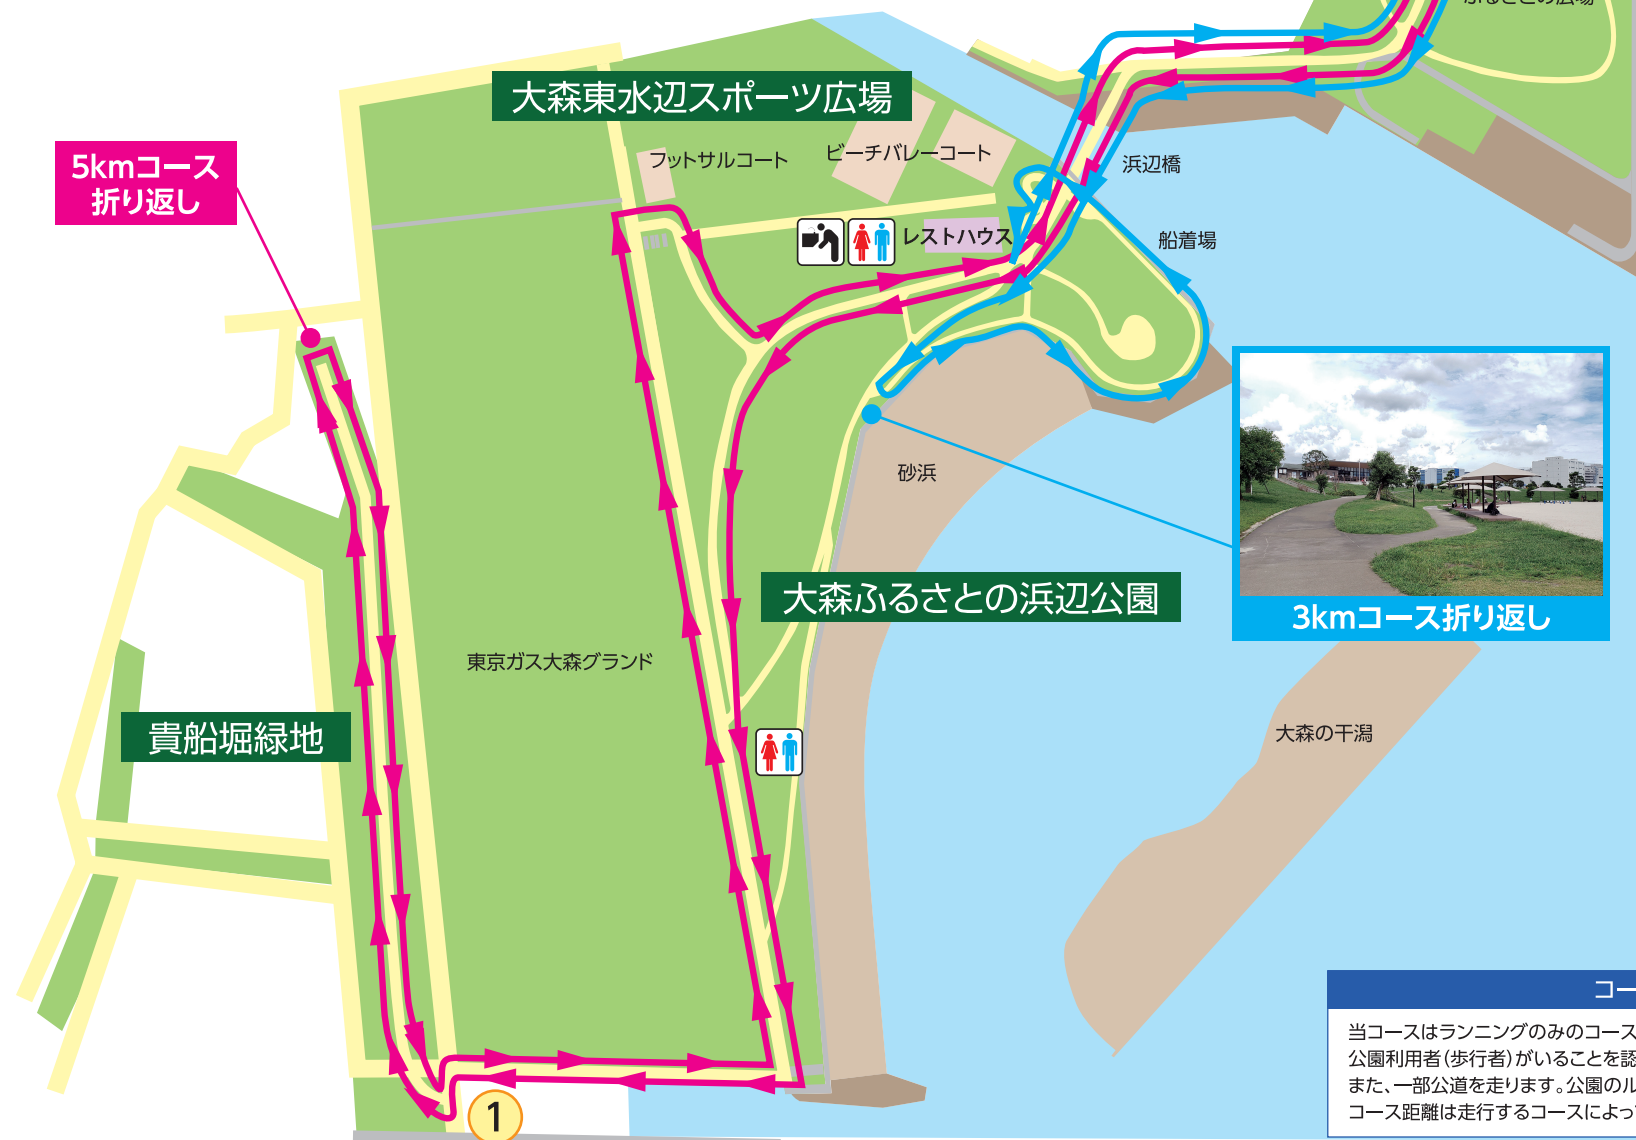 ふるさとの広場
大森東水辺スポーツ広場
5kmコース
折り返し
フットサルコート
ビーチバレーコート
浜辺橋
レストハウス
船着場
砂浜
大森ふるさとの浜辺公園
3kmコース折り返し
東京ガス大森グランド
貴船堀緑地
大森の干潟
コー
当コースはランニングのみのコース
公園利用者(歩行者)がいることを認
また、一部公道を走ります。公園のル
コース距離は走行するコースによっ
1